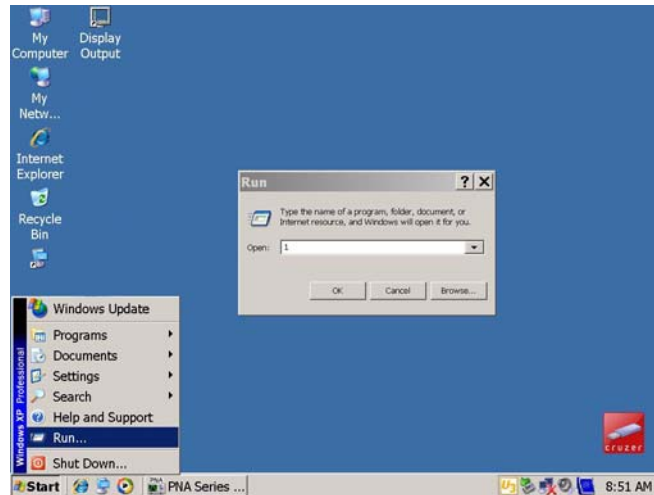 My Computer
Display Output
My Netw...
Internet Explorer
Recycle Bin
Run
Type the name of a program, folder, document, or
Internet resource, and Windows will open it for you.
Open: 1
OK Cancel Browse...
Windows Update
Programs
Documents
Settings
Search
Help and Support
Run...
Shut Down...
Windows XP Professional
cruzer
Start
PNA Series ...
8:51 AM